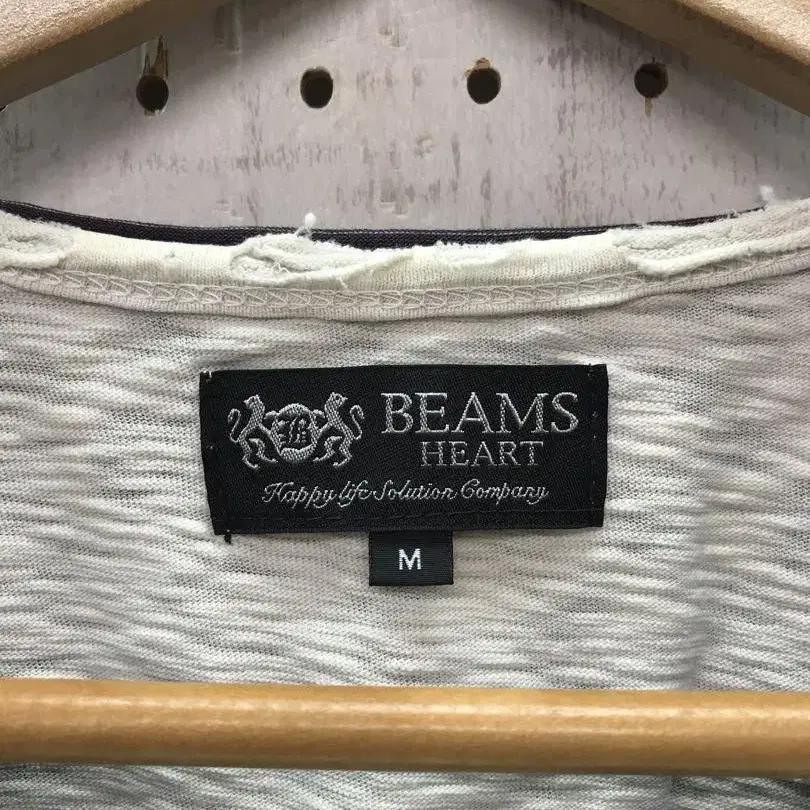 B
BEAMS
HEART
Happy life Solution Company
M